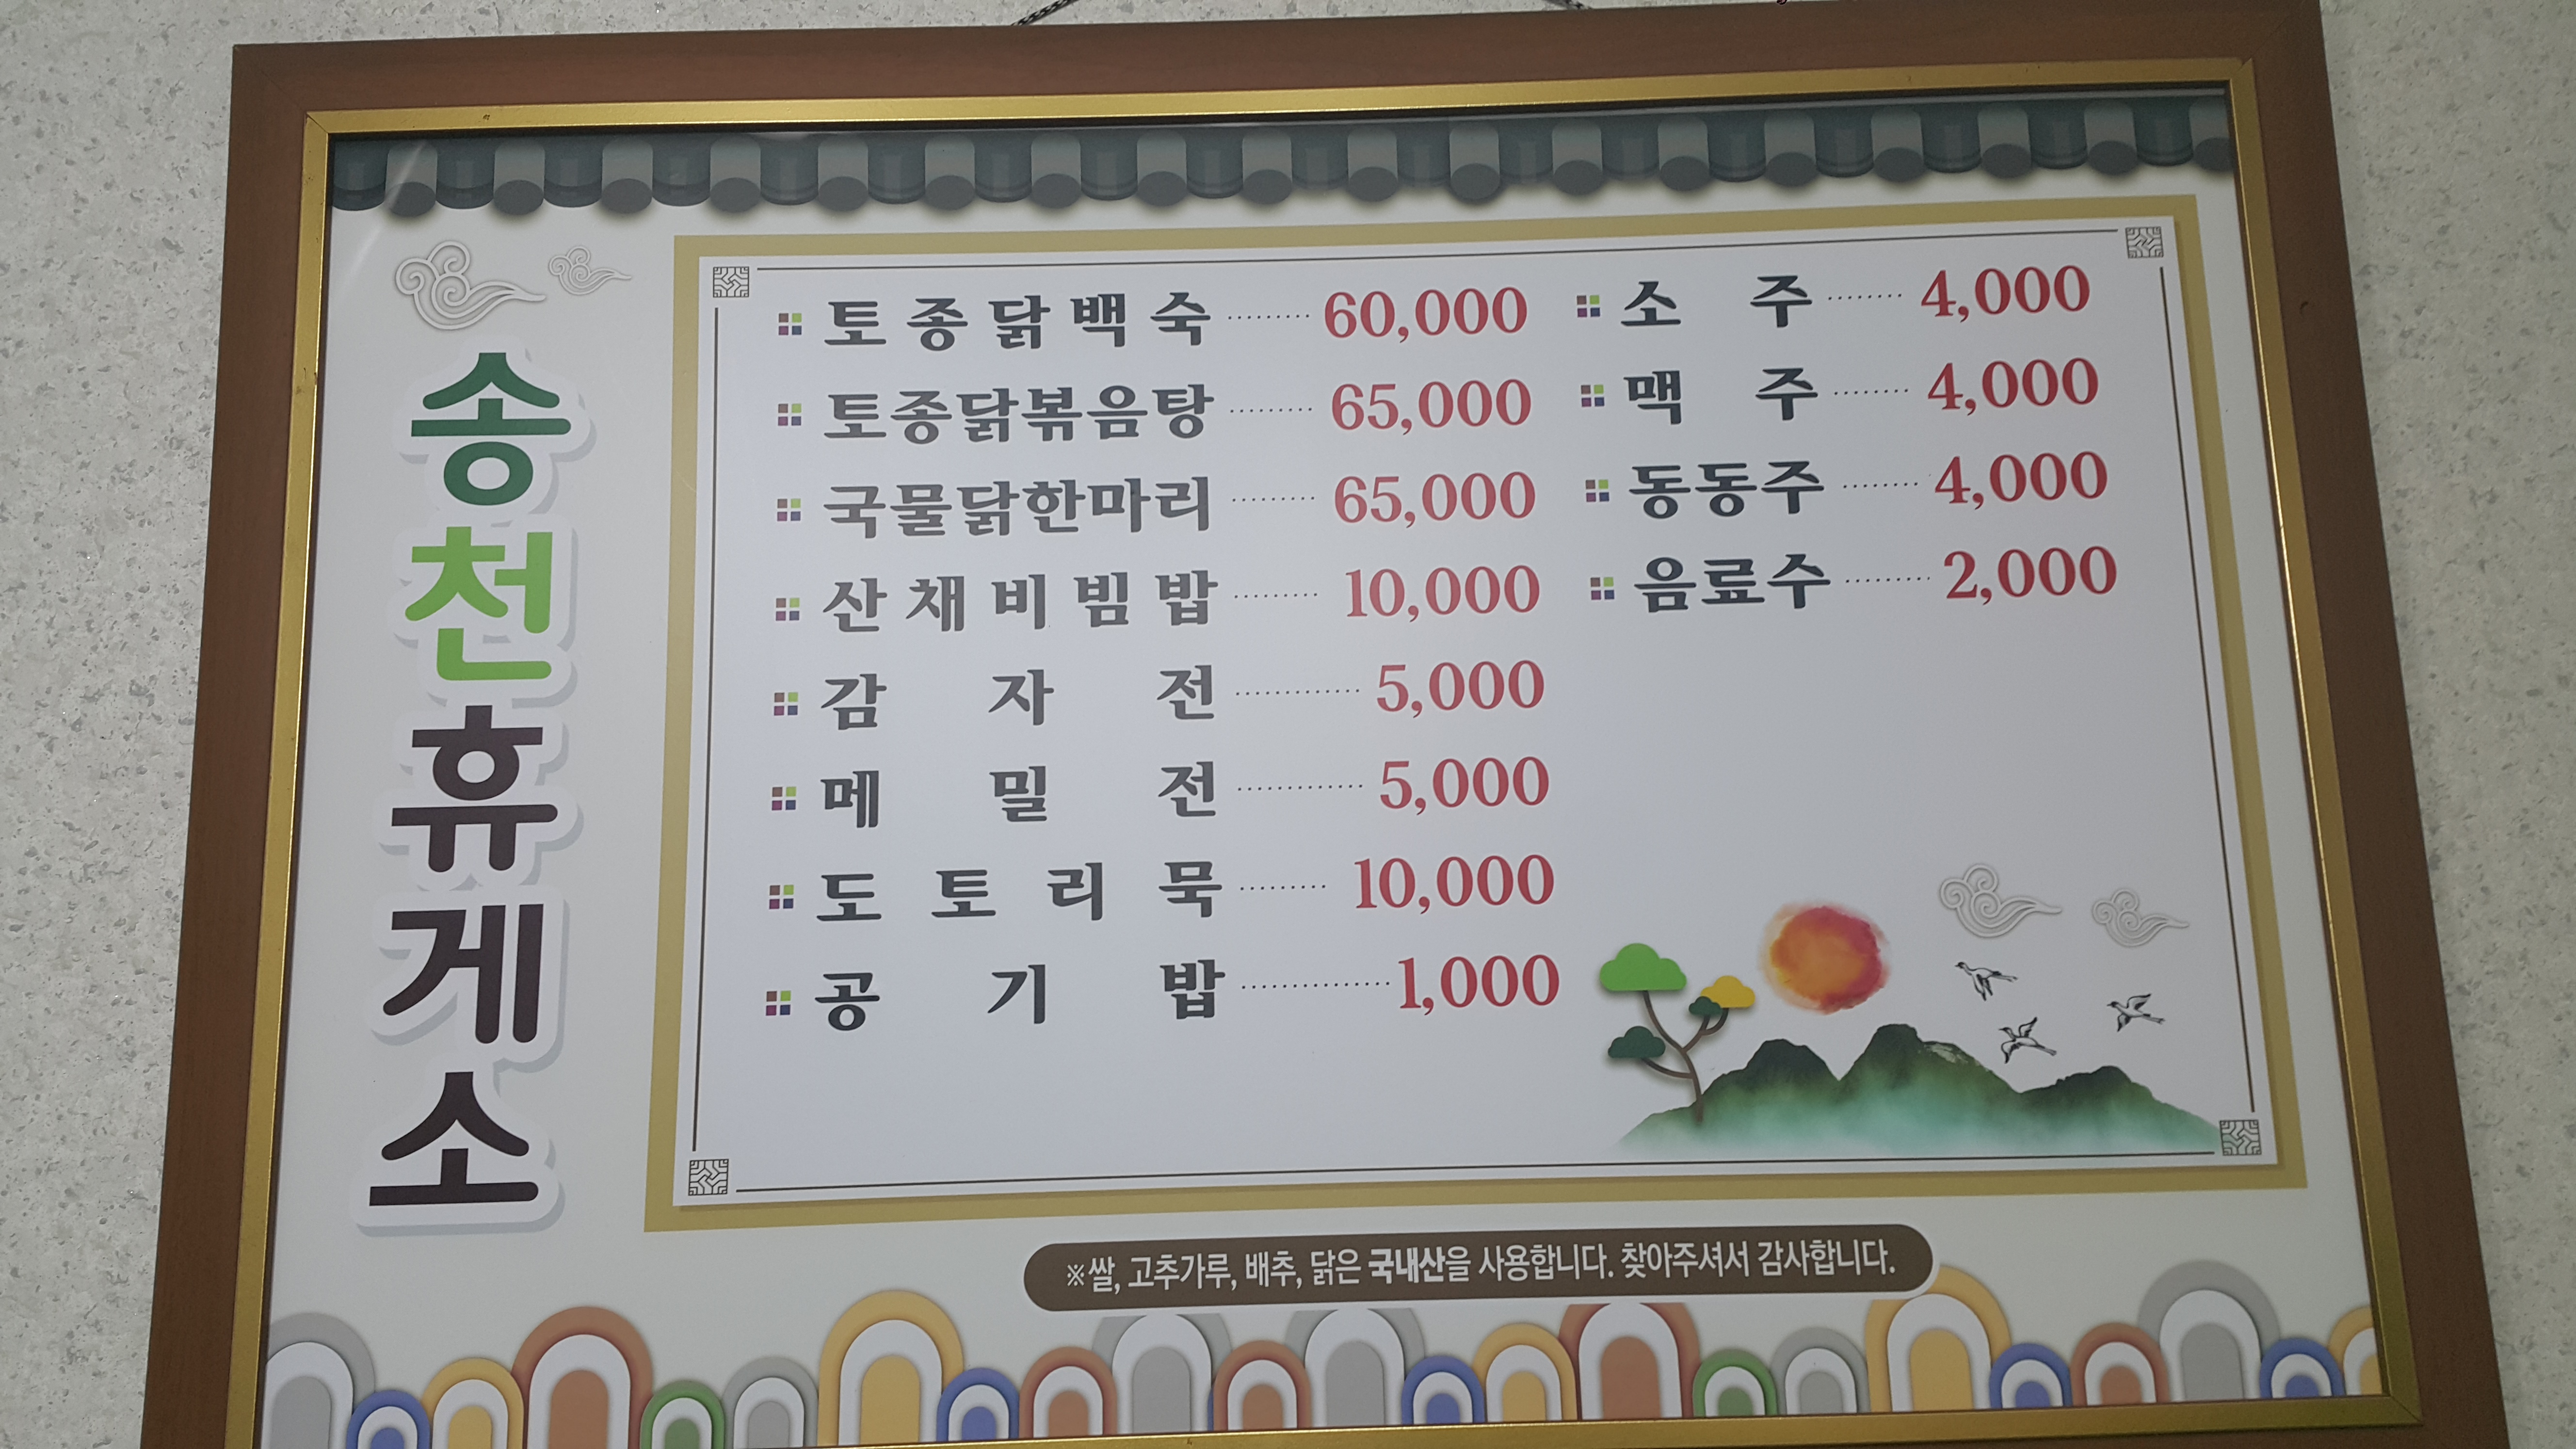 송천휴게소
토종닭백숙 ········· 60,000
토종닭볶음탕 ········· 65,000
국물닭한마리 ········· 65,000
산채비빔밥 ········· 10,000
감자전 ············· 5,000
메밀전 ············· 5,000
도토리묵 ········· 10,000
공기밥 ··············· 1,000
소주 ········ 4,000
맥주 ········ 4,000
동동주 ········ 4,000
음료수 ········· 2,000
※쌀, 고추가루, 배추, 닭은 국내산을 사용합니다. 찾아주셔서 감사합니다.